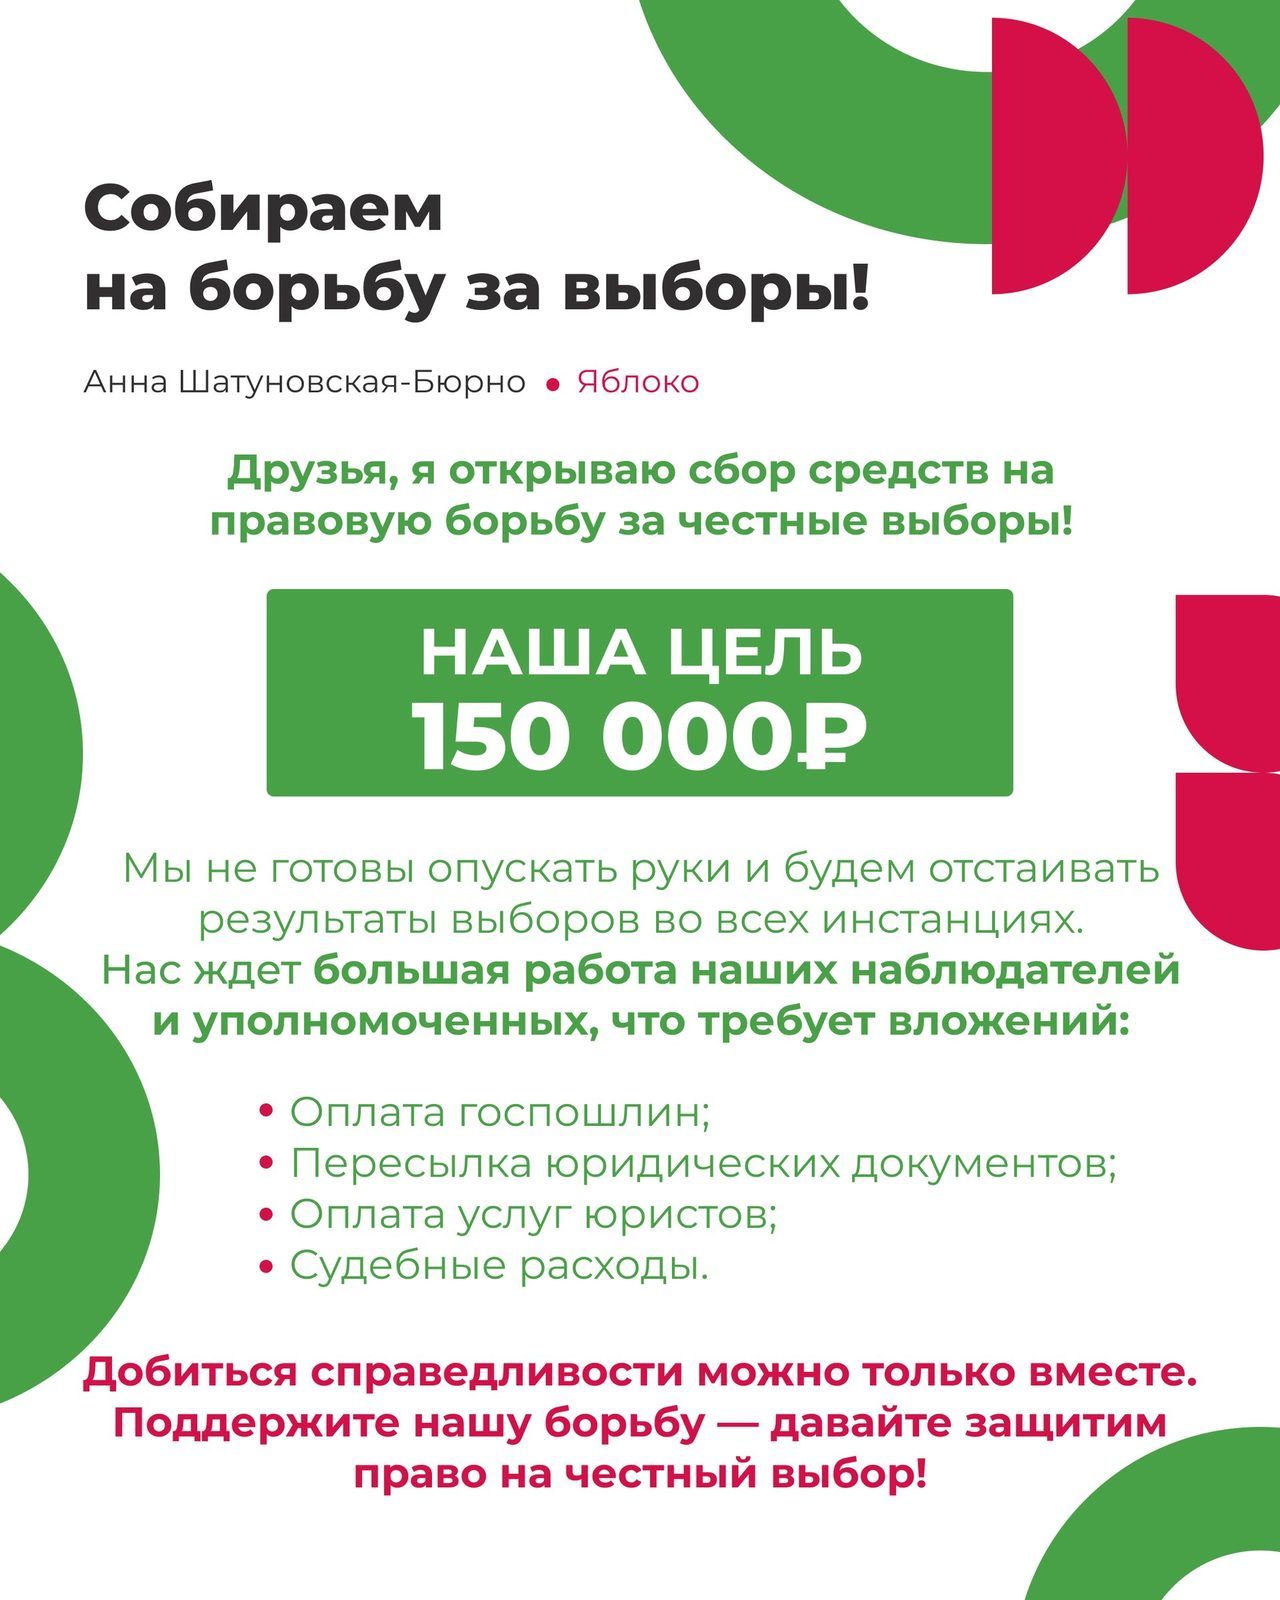 Собираем
на борьбу за выборы!
Анна Шатуновская-Бюрно • Яблоко
Друзья, я открываю сбор средств на
правовую борьбу за честные выборы!
НАША ЦЕЛЬ
150 000₽
Мы не готовы опускать руки и будем отстаивать
результаты выборов во всех инстанциях.
Нас ждет большая работа наших наблюдателей
и уполномоченных, что требует вложений:
• Оплата госпошлин;
• Пересылка юридических документов;
• Оплата услуг юристов;
• Судебные расходы.
Добиться справедливости можно только вместе.
Поддержите нашу борьбу — давайте защитим
право на честный выбор!